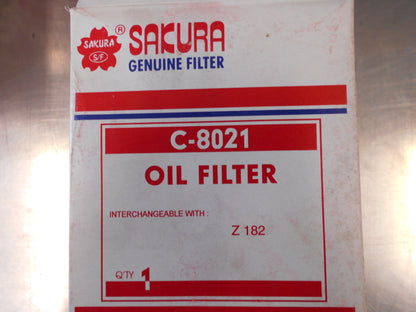 SAKURA
S/F
®
SAKURA
GENUINE FILTER
C-8021
OIL FILTER
INTERCHANGEABLE WITH :
Z 182
Q'TY 1